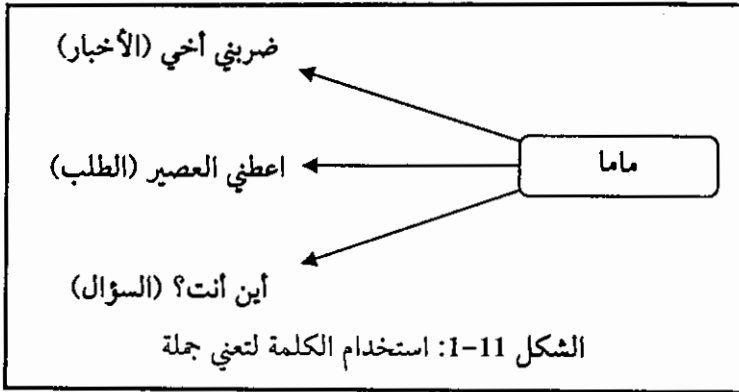 ضربني أخي (الأخبار)
ماما
اعطني العصير (الطلب)
أين أنت؟ (السؤال)
الشكل 11-1: استخدام الكلمة لتعني جملة